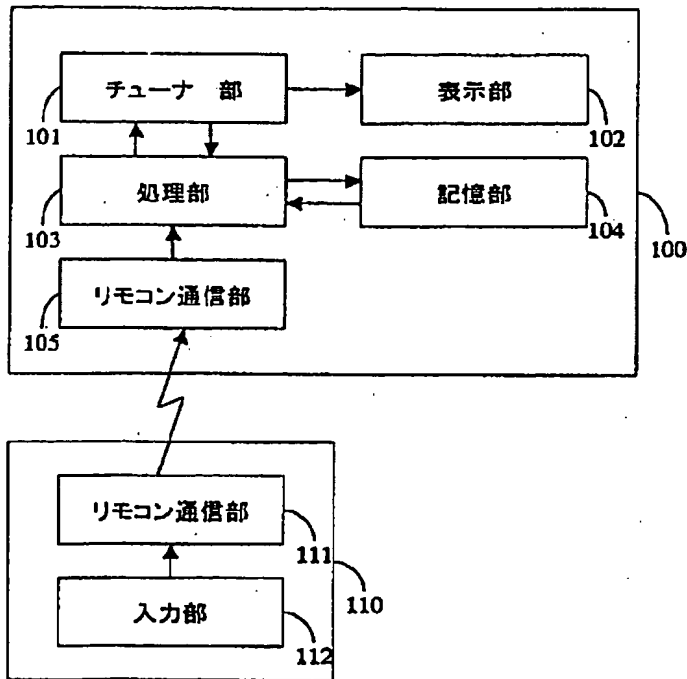 チューナ 部
表示部
101
102
処理部
記憶部
103
104
100
リモコン通信部
105
リモコン通信部
111
110
入力部
112